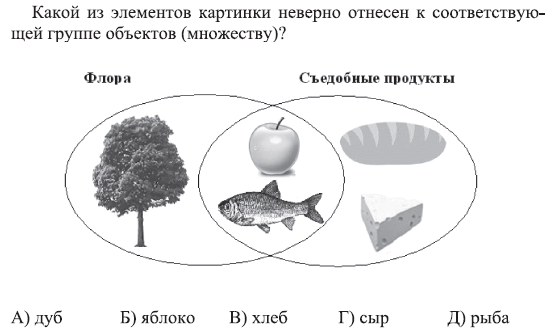 Какой из элементов картинки неверно отнесен к соответствую-
щей группе объектов (множеству)?
Флора Съедобные продукты
А) дуб Б) яблоко В) хлеб Г) сыр Д) рыба